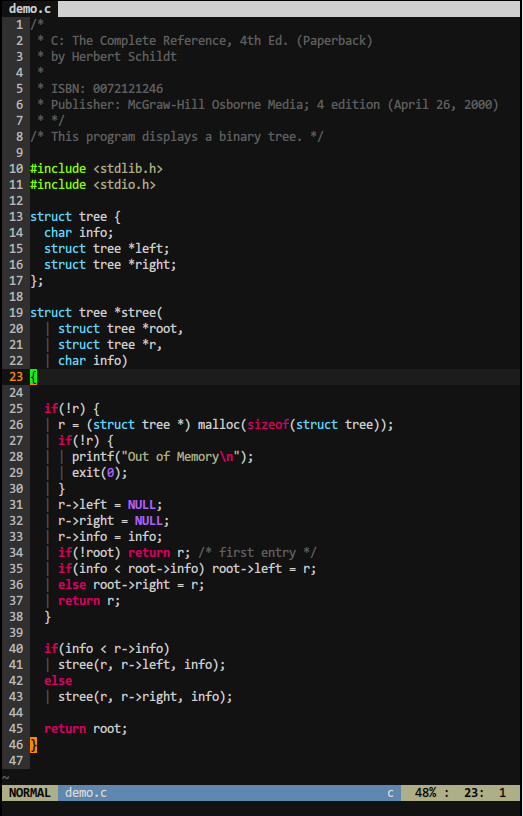 demo.c
1 /*
2  * C: The Complete Reference, 4th Ed. (Paperback)
3  * by Herbert Schildt
4  *
5  * ISBN: 0072121246
6  * Publisher: McGraw-Hill Osborne Media; 4 edition (April 26, 2000)
7  * */
8 /* This program displays a binary tree. */
9
10 #include <stdlib.h>
11 #include <stdio.h>
12
13 struct tree {
14   char info;
15   struct tree *left;
16   struct tree *right;
17 };
18
19 struct tree *stree(
20   | struct tree *root,
21   | struct tree *r,
22   | char info)
23 {
24
25   if(!r) {
26   | r = (struct tree *) malloc(sizeof(struct tree));
27   | if(!r) {
28   | | printf("Out of Memory\n");
29   | | exit(0);
30   | }
31   | r->left = NULL;
32   | r->right = NULL;
33   | r->info = info;
34   | if(!root) return r; /* first entry */
35   | if(info < root->info) root->left = r;
36   | else root->right = r;
37   | return r;
38   }
39
40   if(info < r->info)
41   | stree(r, r->left, info);
42   else
43   | stree(r, r->right, info);
44
45   return root;
46 }
47
~
NORMAL demo.c c 48% : 23: 1